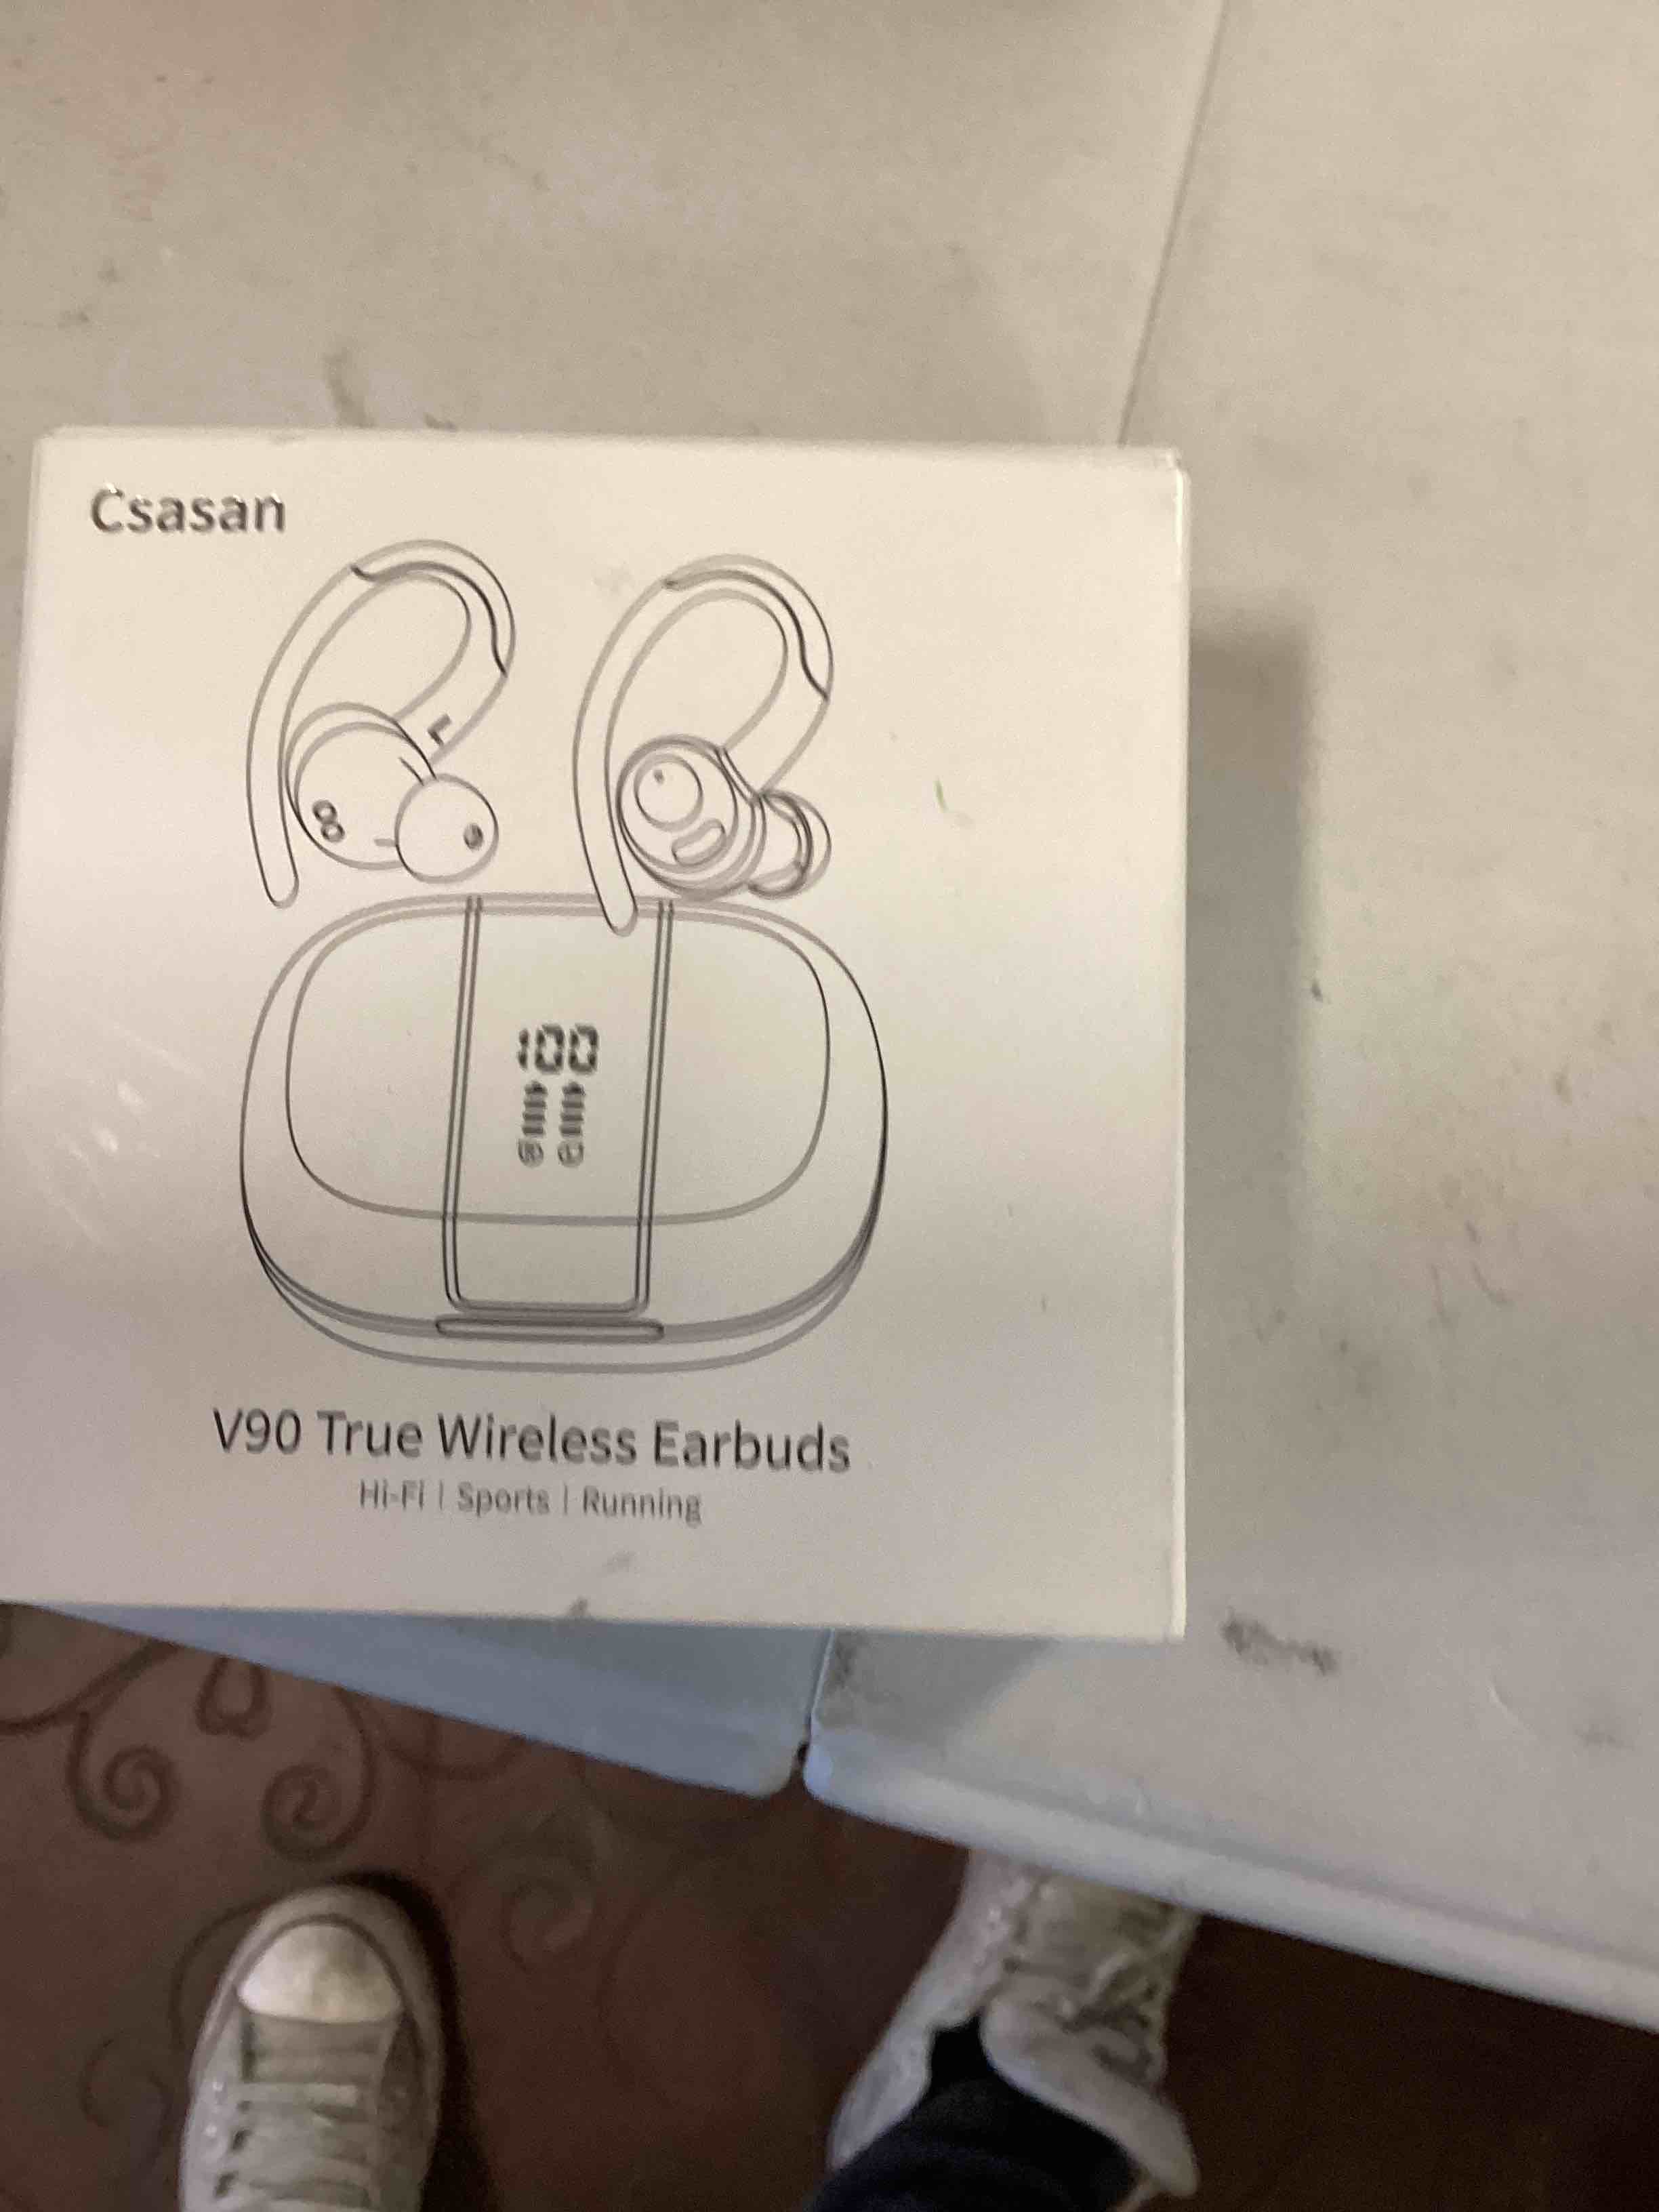 Csasan
L
100
V90 True Wireless Earbuds
Hi-Fi | Sports | Running